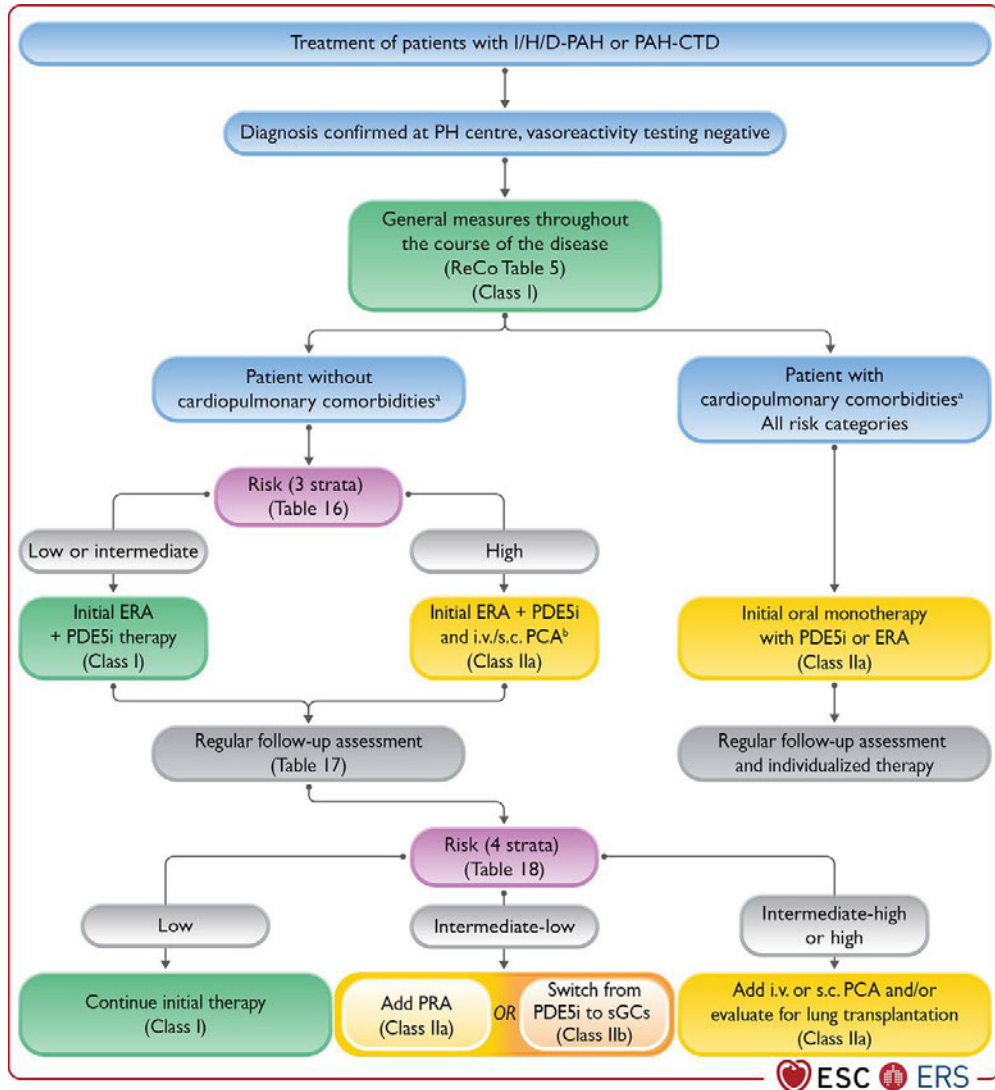 Treatment of patients with I/H/D-PAH or PAH-CTD
Diagnosis confirmed at PH centre, vasoreactivity testing negative
General measures throughout
the course of the disease
(ReCo Table 5)
(Class I)
Patient without
cardiopulmonary comorbiditiesᵃ
Patient with
cardiopulmonary comorbiditiesᵃ
All risk categories
Risk (3 strata)
(Table 16)
Low or intermediate
High
Initial ERA
+ PDE5i therapy
(Class I)
Initial ERA + PDE5i
and i.v./s.c. PCAᵇ
(Class IIa)
Initial oral monotherapy
with PDE5i or ERA
(Class IIa)
Regular follow-up assessment
(Table 17)
Regular follow-up assessment
and individualized therapy
Risk (4 strata)
(Table 18)
Low
Intermediate-low
Intermediate-high
or high
Continue initial therapy
(Class I)
Add PRA
(Class IIa)
OR
Switch from
PDE5i to sGCs
(Class IIb)
Add i.v. or s.c. PCA and/or
evaluate for lung transplantation
(Class IIa)
ESC ERS